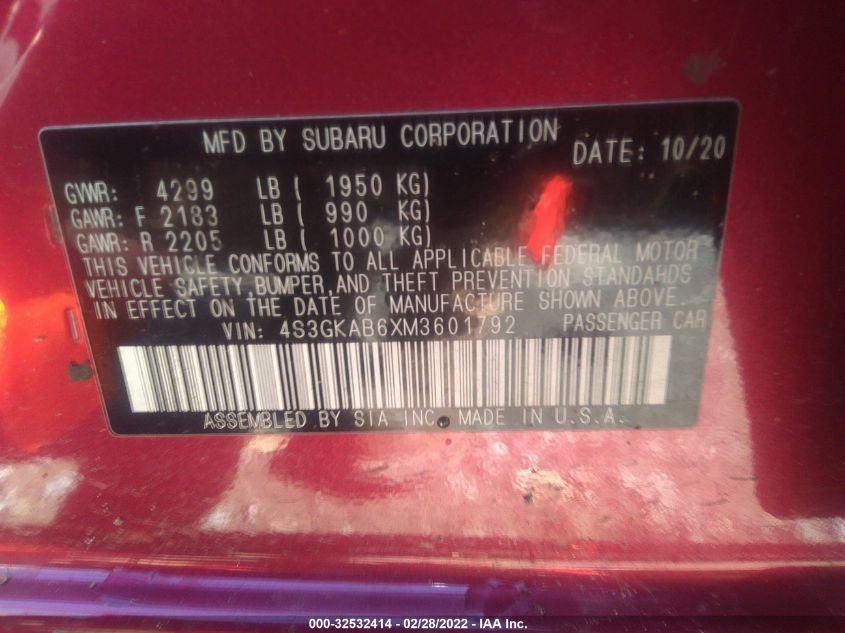 MFD BY SUBARU CORPORATION
DATE: 10/20
GVWR: 4299 LB ( 1950 KG)
GAWR: F 2183 LB ( 990 KG)
GAWR: R 2205 LB ( 1000 KG)
THIS VEHICLE CONFORMS TO ALL APPLICABLE FEDERAL MOTOR
VEHICLE SAFETY, BUMPER, AND THEFT PREVENTION STANDARDS
IN EFFECT ON THE DATE OF MANUFACTURE SHOWN ABOVE.
VIN: 4S3GKAB6XM3601792 PASSENGER CAR
ASSEMBLED BY SIA INC. MADE IN U.S.A.
000-32532414 - 02/28/2022 - IAA Inc.